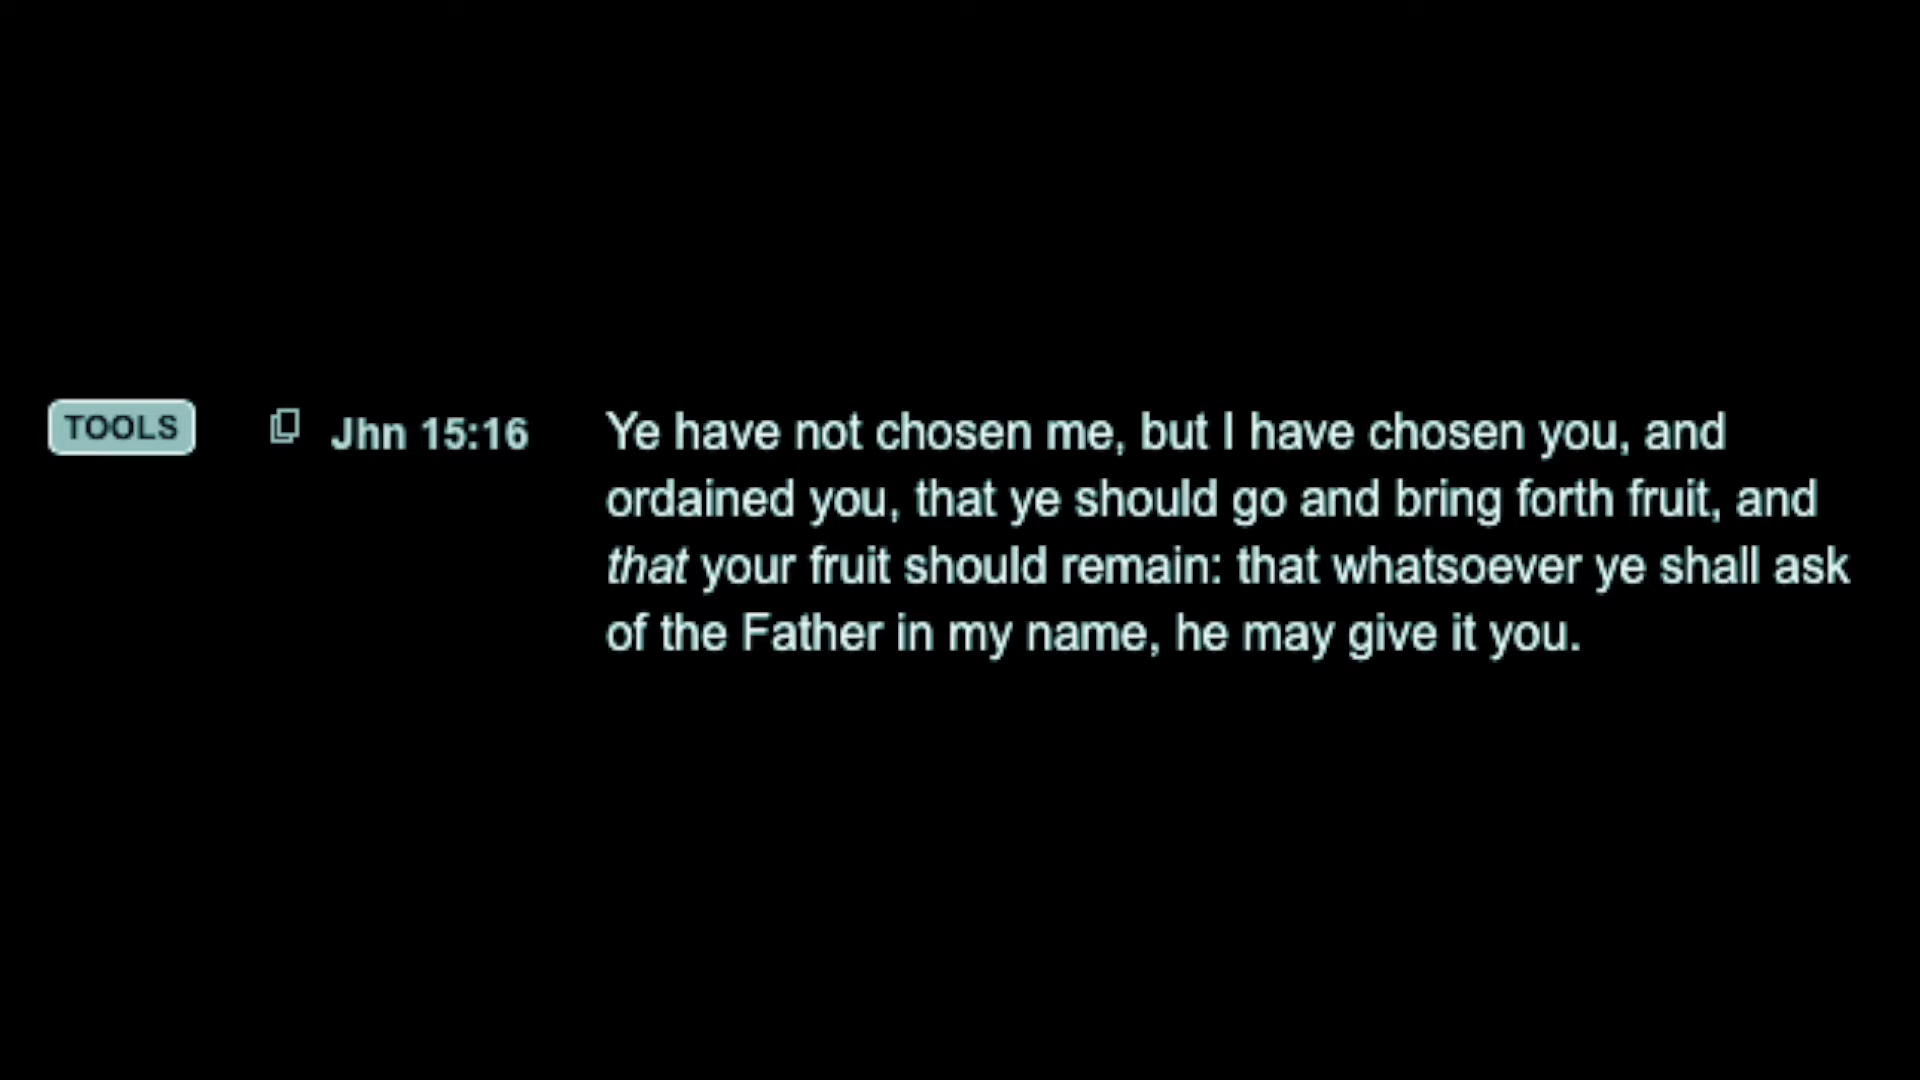 TOOLS Jhn 15:16 Ye have not chosen me, but I have chosen you, and
ordained you, that ye should go and bring forth fruit, and
that your fruit should remain: that whatsoever ye shall ask
of the Father in my name, he may give it you.